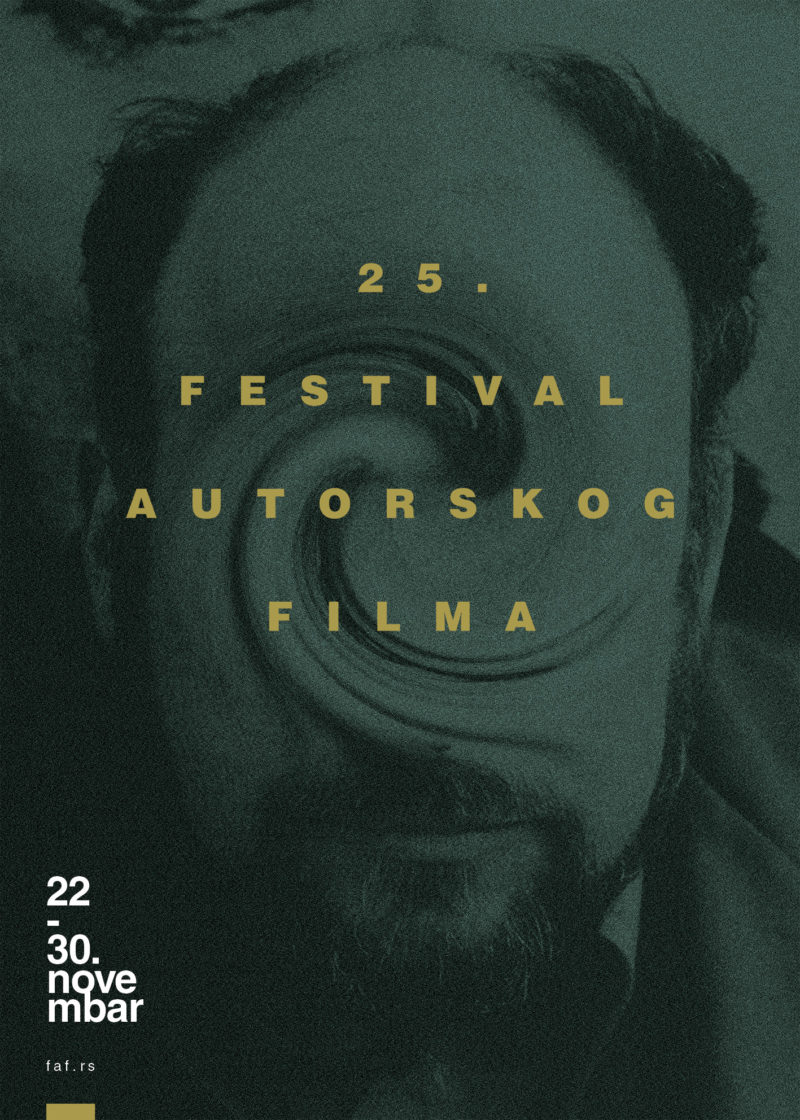 25.
FESTIVAL
AUTORSKOG
FILMA
22
-
30.
nove
mbar
faf.rs